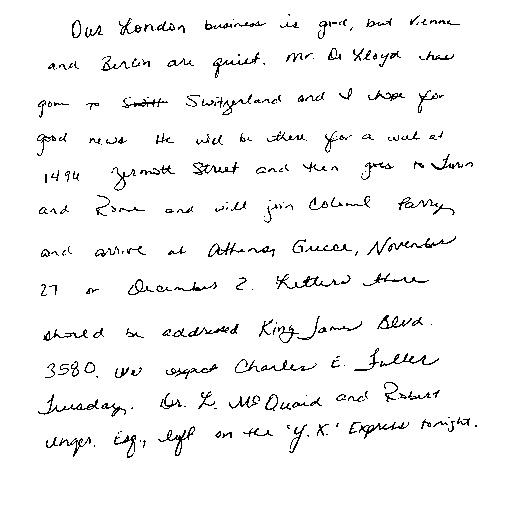 Our London business is good, but Vienna
and Berlin are quiet. Mr. D. Lloyd has
gone to Switzerland and I hope for
good news. He will be there for a week at
1496 Zermott Street and then goes to Turin
and Rome and will join Colonel Parry
and arrive at Athens, Greece, November
27 or December 2. Letters there
should be addressed King James Blvd.
3580. We expect Charles E. Fuller
Tuesday. Dr. L. McQuaid and Robert
Unger, Esq., left on the 'Y.X.' Express tonight.